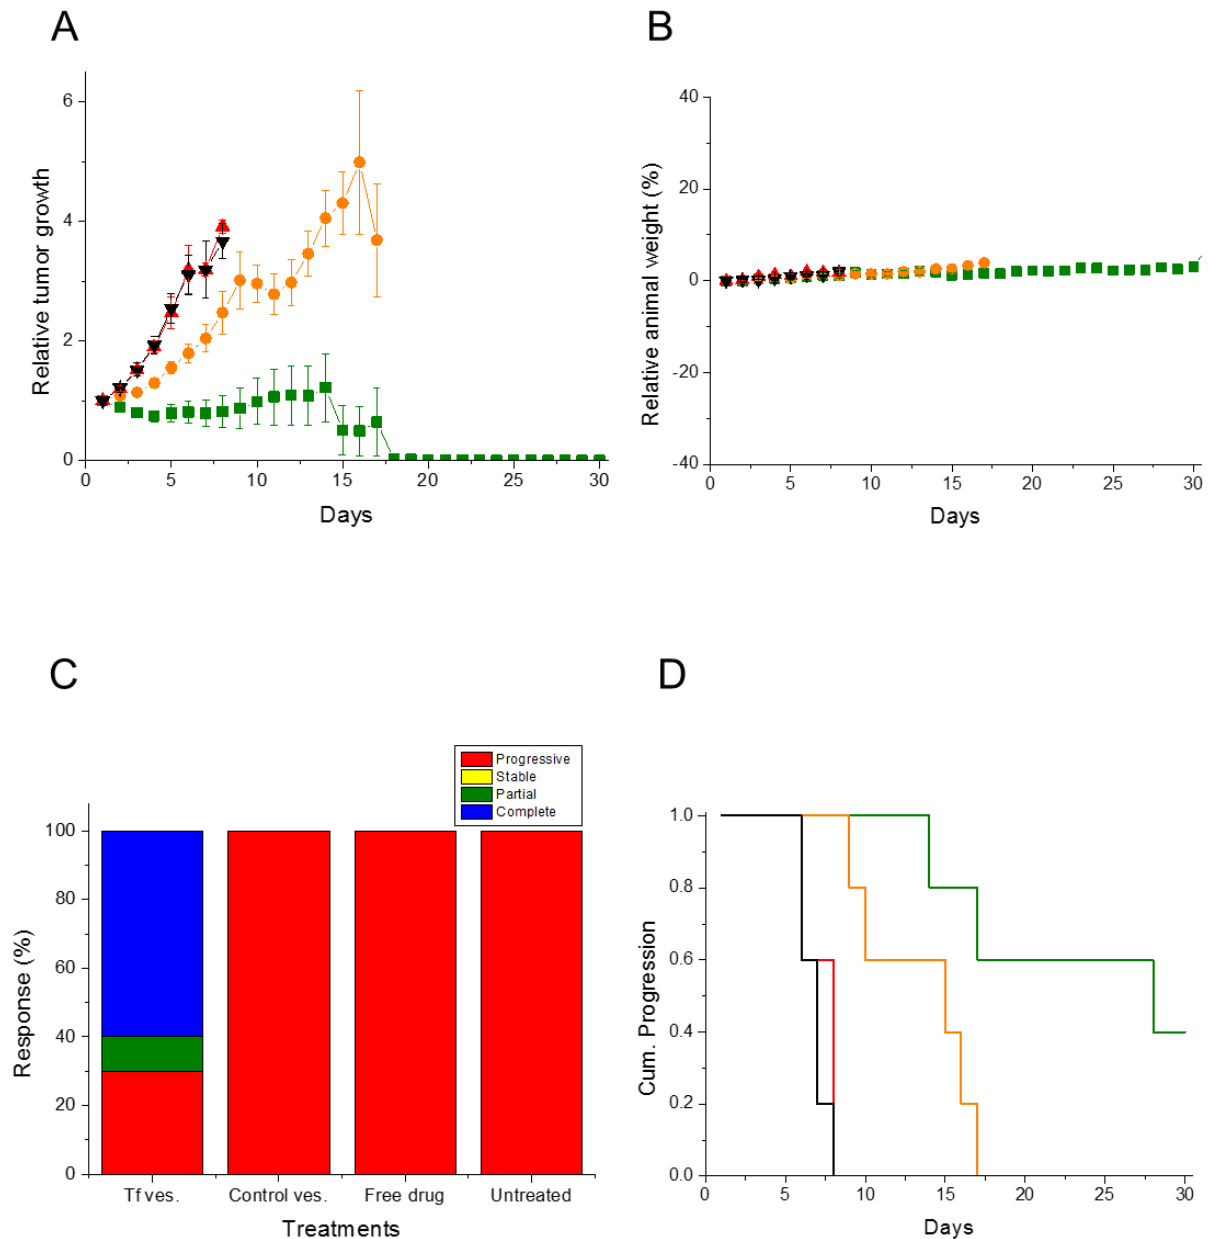 A
B
6
4
2
0
Relative tumor growth
0 5 10 15 20 25 30
Days
40
20
0
-20
-40
Relative animal weight (%)
0 5 10 15 20 25 30
Days
C
D
Progressive
Stable
Partial
Complete
100
80
60
40
20
0
Response (%)
Tf ves. Control ves. Free drug Untreated
Treatments
1.0
0.8
0.6
0.4
0.2
0.0
Cum. Progression
0 5 10 15 20 25 30
Days